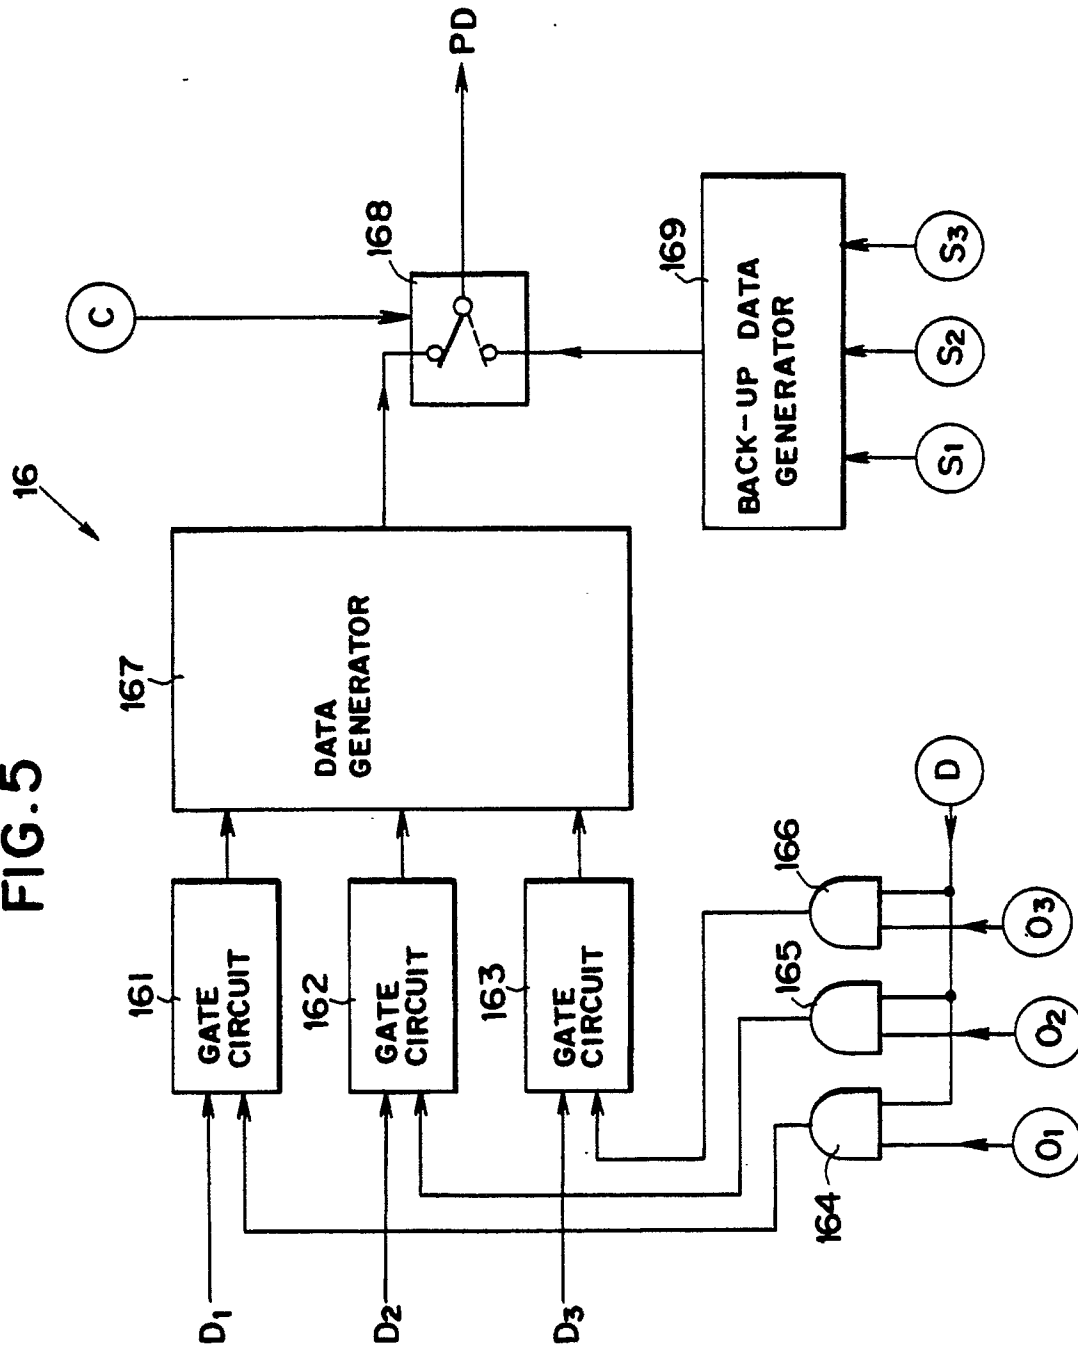 FIG. 5
16
161
GATE
CIRCUIT
162
GATE
CIRCUIT
163
GATE
CIRCUIT
167
DATA
GENERATOR
C
168
PD
169
BACK-UP DATA
GENERATOR
S1
S2
S3
D1
D2
D3
164
165
166
D
O1
O2
O3